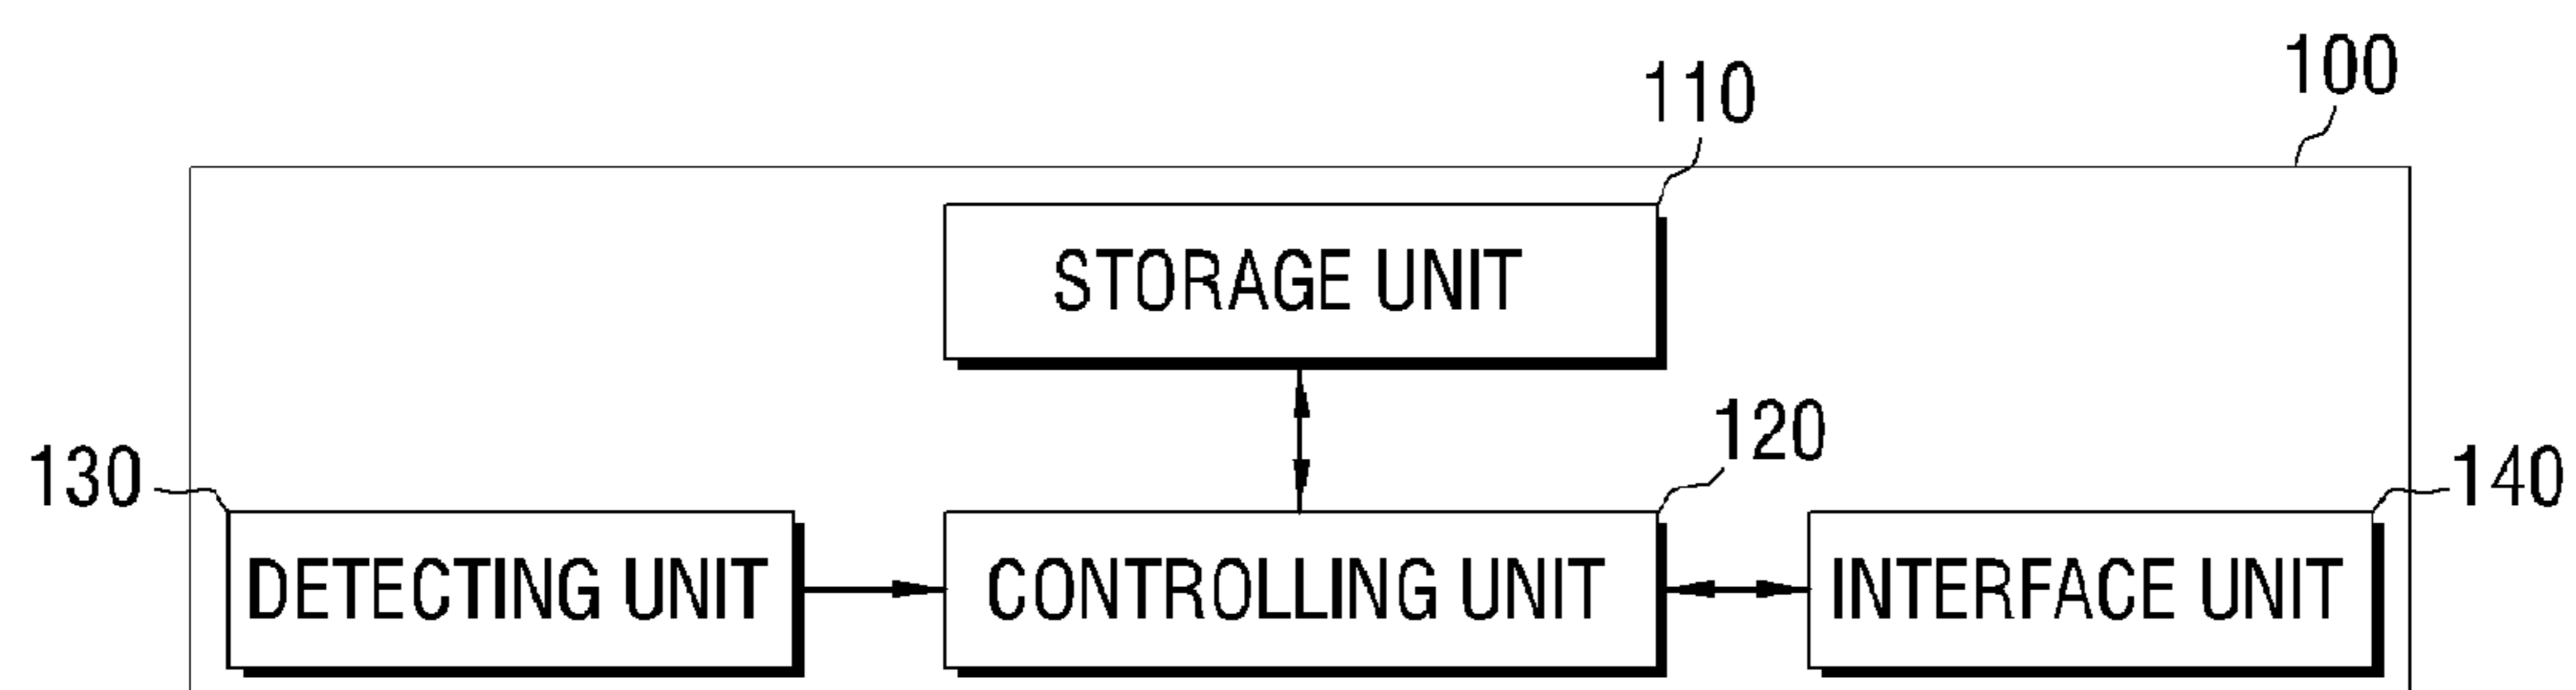 100
110
STORAGE UNIT
120
130
140
DETECTING UNIT
CONTROLLING UNIT
INTERFACE UNIT